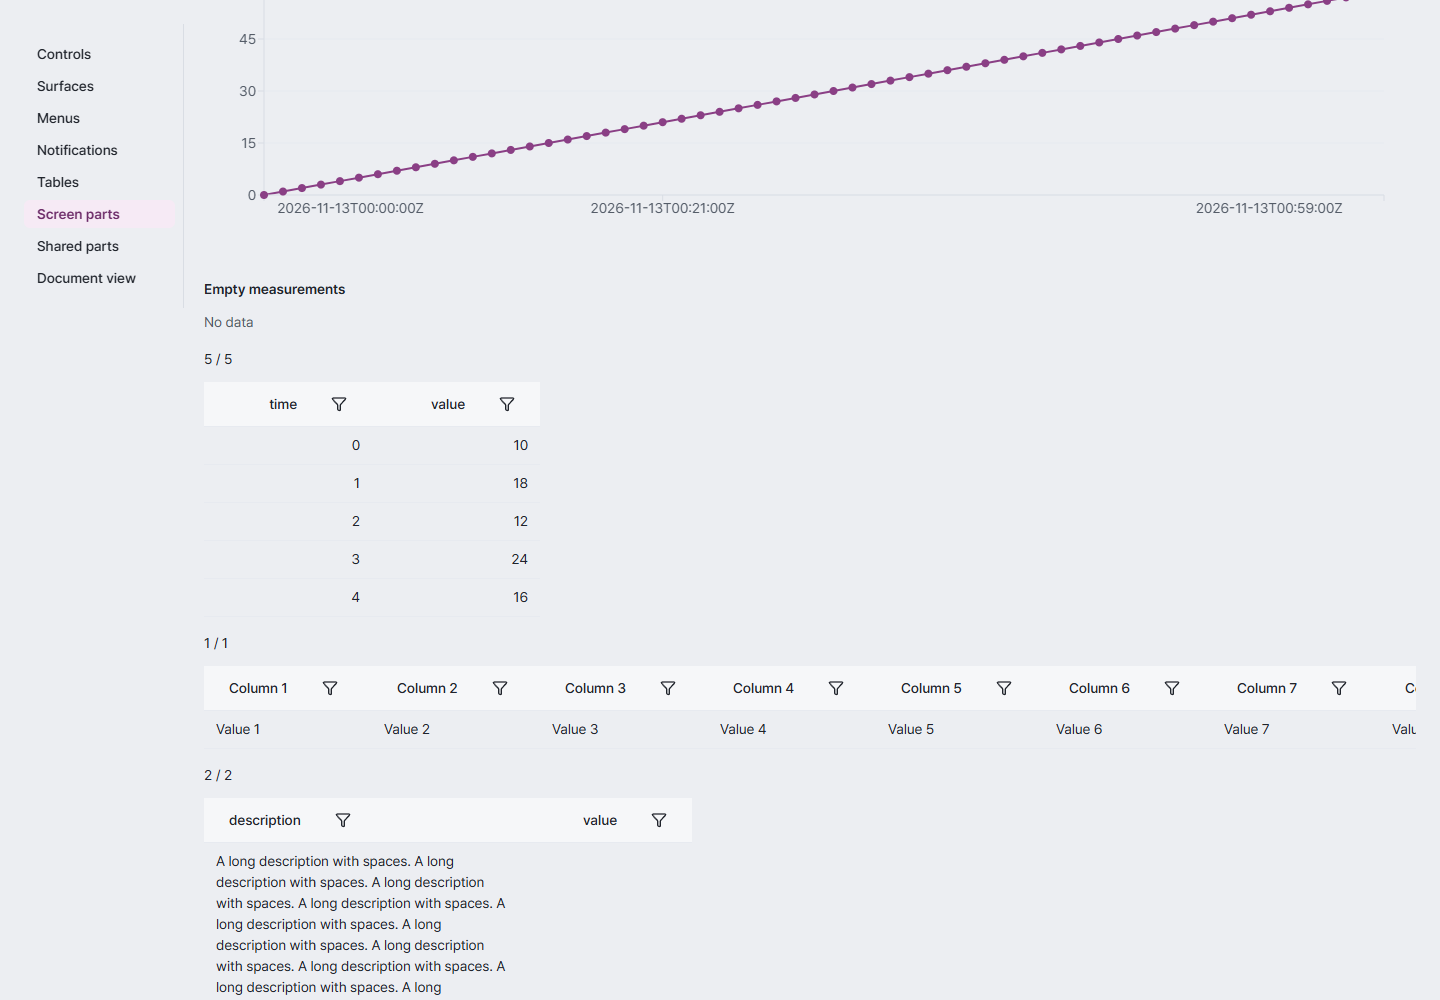 Controls
Surfaces
Menus
Notifications
Tables
Screen parts
Shared parts
Document view
45
30
15
0
2026-11-13T00:00:00Z 2026-11-13T00:21:00Z 2026-11-13T00:59:00Z
Empty measurements
No data
5 / 5
time value
0 10
1 18
2 12
3 24
4 16
1 / 1
Column 1 Column 2 Column 3 Column 4 Column 5 Column 6 Column 7
Value 1 Value 2 Value 3 Value 4 Value 5 Value 6 Value 7
2 / 2
description value
A long description with spaces. A long
description with spaces. A long description
with spaces. A long description with spaces. A
long description with spaces. A long
description with spaces. A long description
with spaces. A long description with spaces. A
long description with spaces. A long